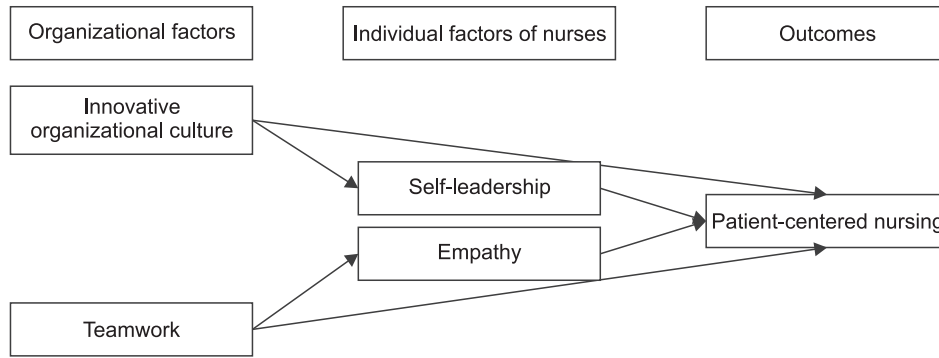 Organizational factors
Individual factors of nurses
Outcomes
Innovative
organizational culture
Self-leadership
Patient-centered nursing
Empathy
Teamwork